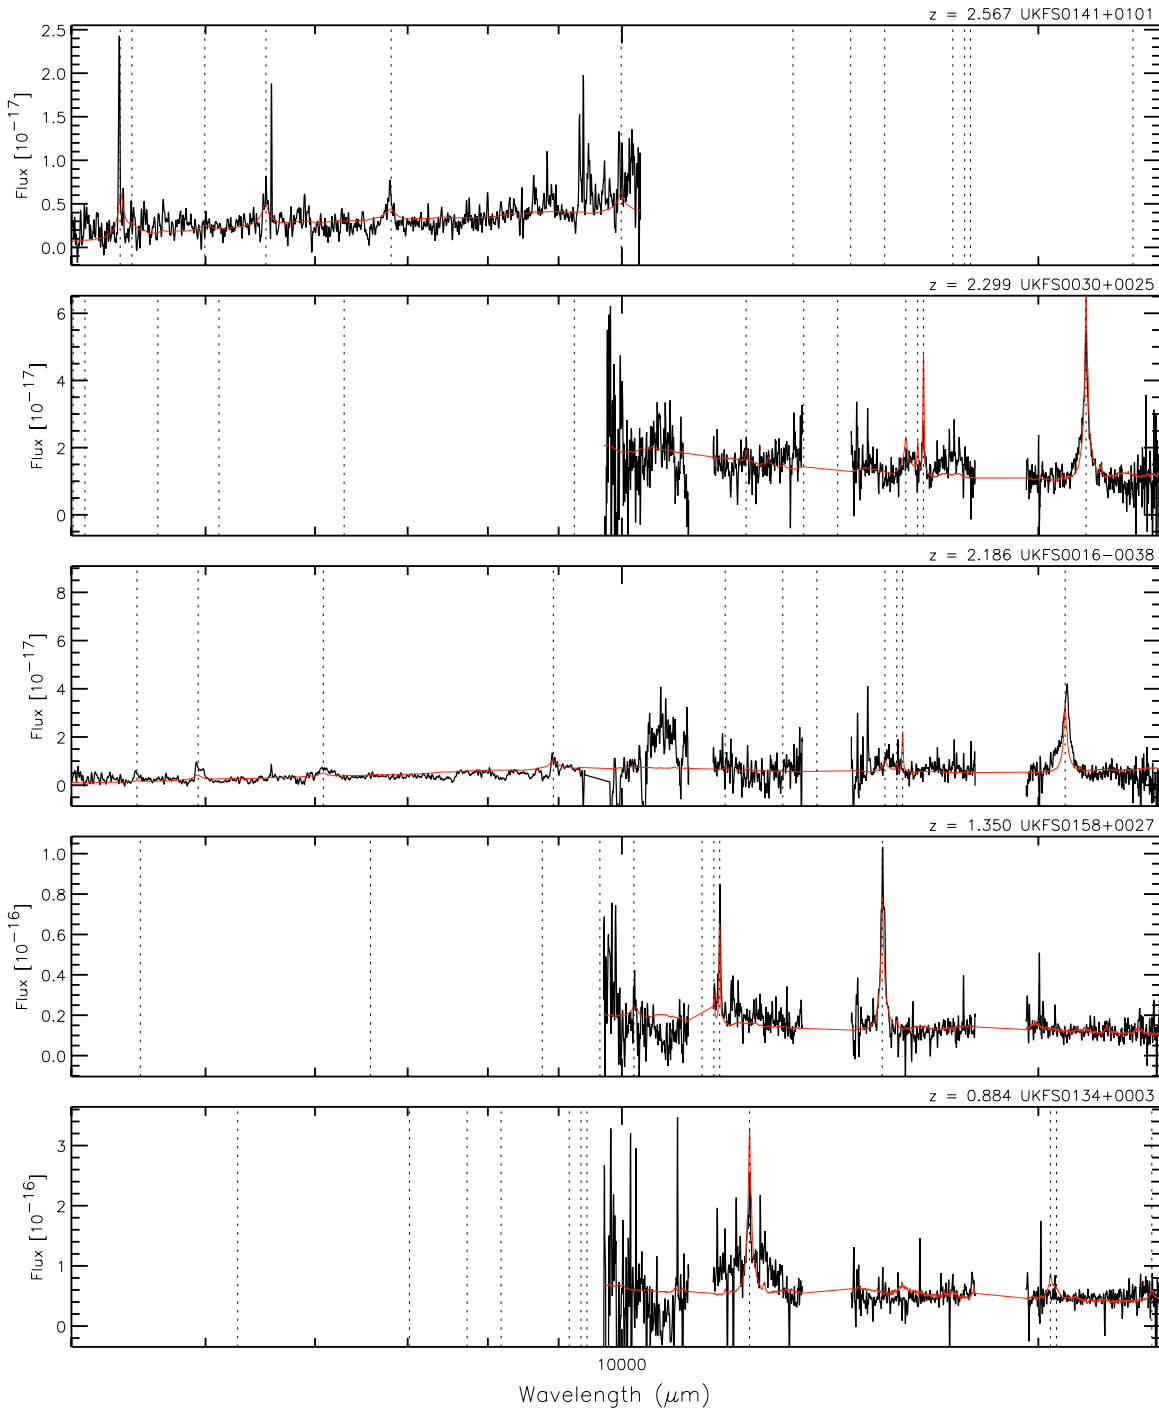 z = 2.567 UKFS0141+0101
2.5
2.0
1.5
1.0
0.5
0.0
Flux [10⁻¹⁷]
z = 2.299 UKFS0030+0025
6
4
2
0
Flux [10⁻¹⁷]
z = 2.186 UKFS0016−0038
8
6
4
2
0
Flux [10⁻¹⁷]
z = 1.350 UKFS0158+0027
1.0
0.8
0.6
0.4
0.2
0.0
Flux [10⁻¹⁶]
z = 0.884 UKFS0134+0003
3
2
1
0
Flux [10⁻¹⁶]
10000
Wavelength (μm)